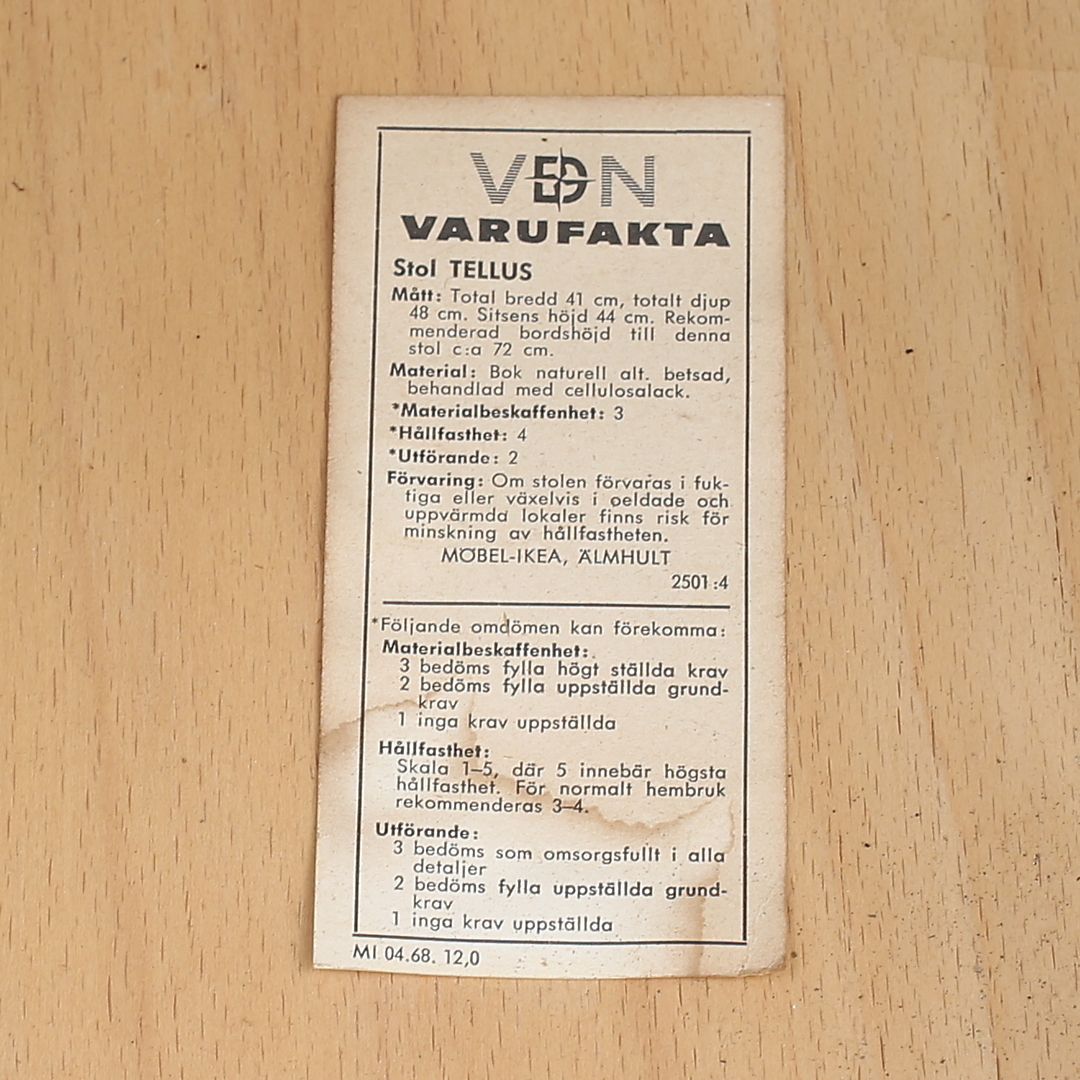 VDN
VARUFAKTA
Stol TELLUS
Mått: Total bredd 41 cm, totalt djup
48 cm. Sitsens höjd 44 cm. Rekom-
menderad bordshöjd till denna
stol c:a 72 cm.
Material: Bok naturell alt. betsad,
behandlad med cellulosalack.
*Materialbeskaffenhet: 3
*Hållfasthet: 4
*Utförande: 2
Förvaring: Om stolen förvaras i fuk-
tiga eller växelvis i oeldade och
uppvärmda lokaler finns risk för
minskning av hållfastheten.
MÖBEL-IKEA, ÄLMHULT
2501:4
*Följande omdömen kan förekomma:
Materialbeskaffenhet:
3 bedöms fylla högt ställda krav
2 bedöms fylla uppställda grund-
krav
1 inga krav uppställda
Hållfasthet:
Skala 1–5, där 5 innebär högsta
hållfasthet. För normalt hembruk
rekommenderas 3–4.
Utförande:
3 bedöms som omsorgsfullt i alla
detaljer
2 bedöms fylla uppställda grund-
krav
1 inga krav uppställda
MI 04.68. 12,0